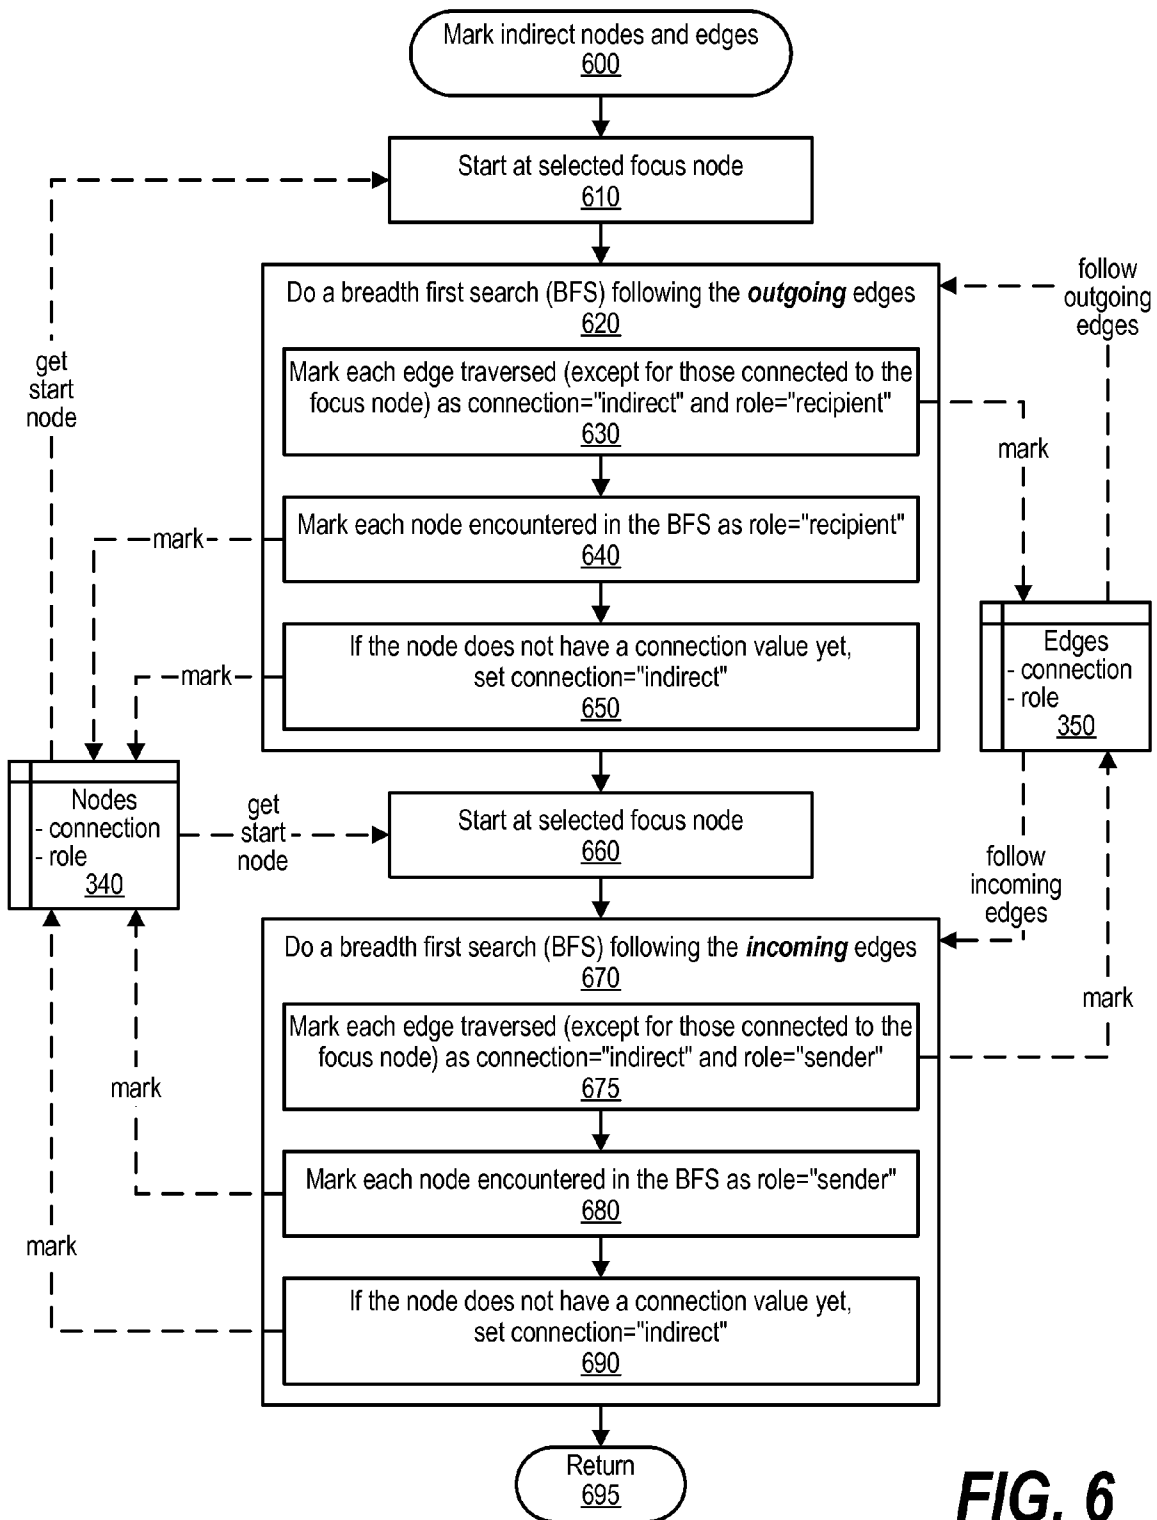 Mark indirect nodes and edges
600
Start at selected focus node
610
Do a breadth first search (BFS) following the outgoing edges
620
Mark each edge traversed (except for those connected to the
focus node) as connection="indirect" and role="recipient"
630
Mark each node encountered in the BFS as role="recipient"
640
If the node does not have a connection value yet,
set connection="indirect"
650
follow
outgoing
edges
get
start
node
mark
mark
mark
Edges
- connection
- role
350
Nodes
- connection
- role
340
get
start
node
Start at selected focus node
660
follow
incoming
edges
Do a breadth first search (BFS) following the incoming edges
670
Mark each edge traversed (except for those connected to the
focus node) as connection="indirect" and role="sender"
675
mark
mark
Mark each node encountered in the BFS as role="sender"
680
mark
If the node does not have a connection value yet,
set connection="indirect"
690
Return
695
FIG. 6